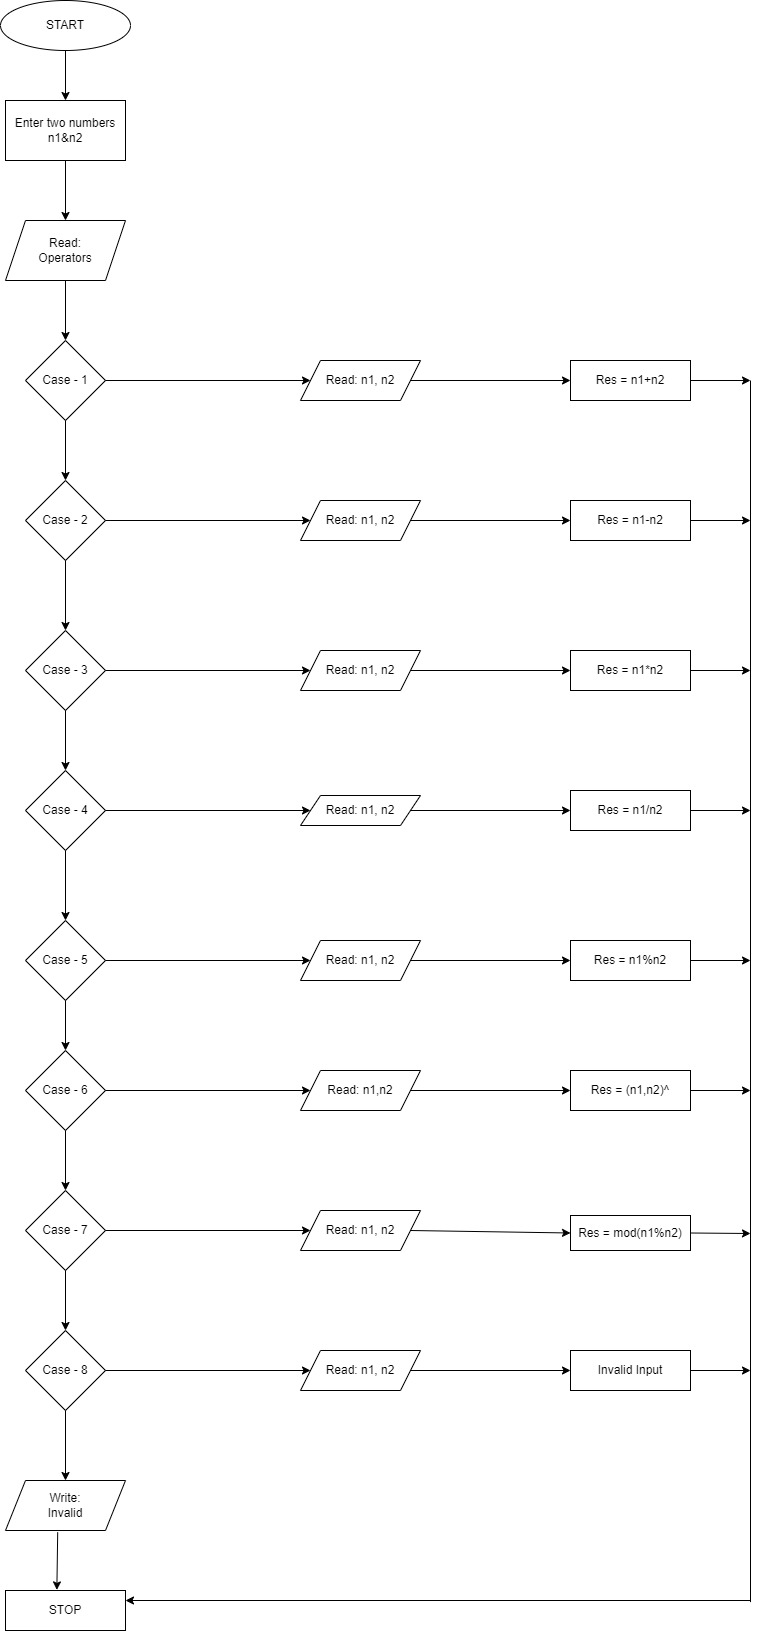 START
Enter two numbers
n1&n2
Read:
Operators
Case - 1
Read: n1, n2
Res = n1+n2
Case - 2
Read: n1, n2
Res = n1-n2
Case - 3
Read: n1, n2
Res = n1*n2
Case - 4
Read: n1, n2
Res = n1/n2
Case - 5
Read: n1, n2
Res = n1%n2
Case - 6
Read: n1,n2
Res = (n1,n2)^
Case - 7
Read: n1, n2
Res = mod(n1%n2)
Case - 8
Read: n1, n2
Invalid Input
Write:
Invalid
STOP